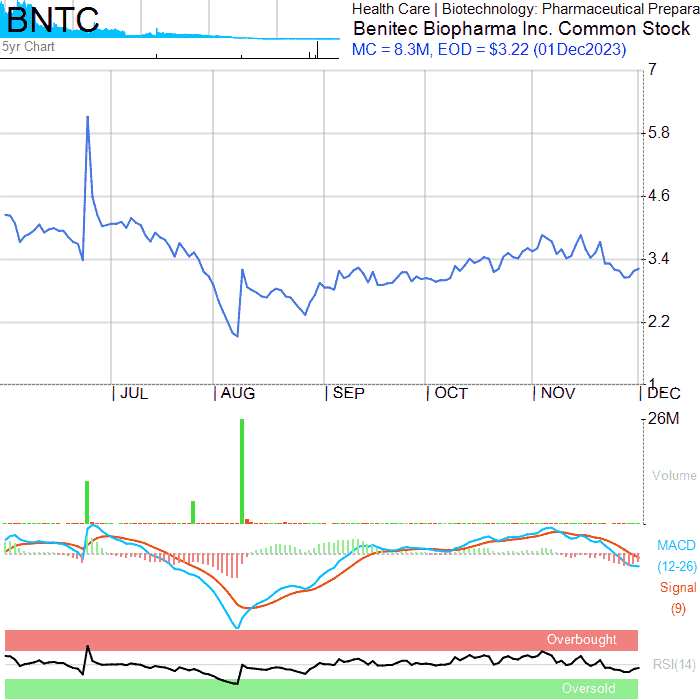 BNTC
5yr Chart
Health Care | Biotechnology: Pharmaceutical Prepara
Benitec Biopharma Inc. Common Stock
MC = 8.3M, EOD = $3.22 (01Dec2023)
7
5.8
4.6
3.4
2.2
1
JUL AUG SEP OCT NOV DEC
26M
Volume
MACD
(12-26)
Signal
(9)
Overbought
RSI(14)
Oversold